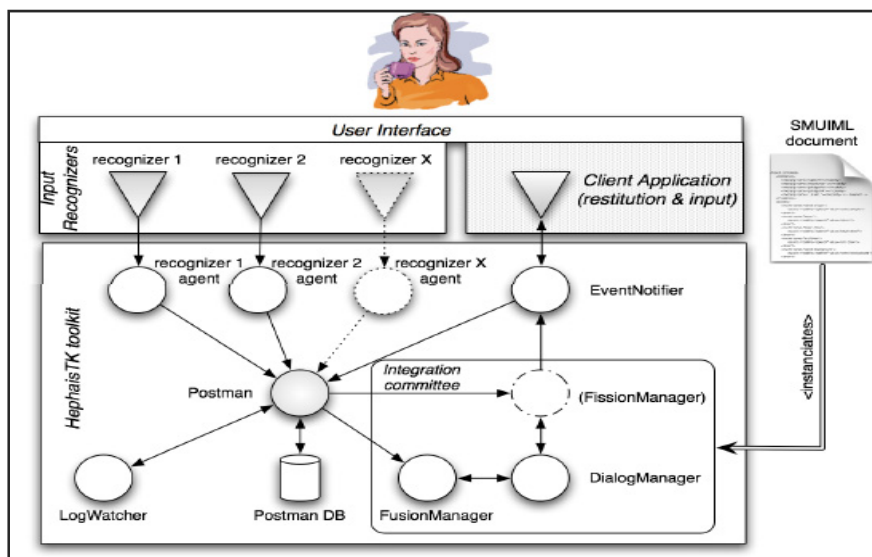 User Interface
SMUIML
document
Input
Recognizers
recognizer 1
recognizer 2
recognizer X
Client Application
(restitution & input)
HephaisTK toolkit
recognizer 1
agent
recognizer 2
agent
recognizer X
agent
EventNotifier
<instanciates>
Postman
Integration
committee
(FissionManager)
LogWatcher
Postman DB
FusionManager
DialogManager